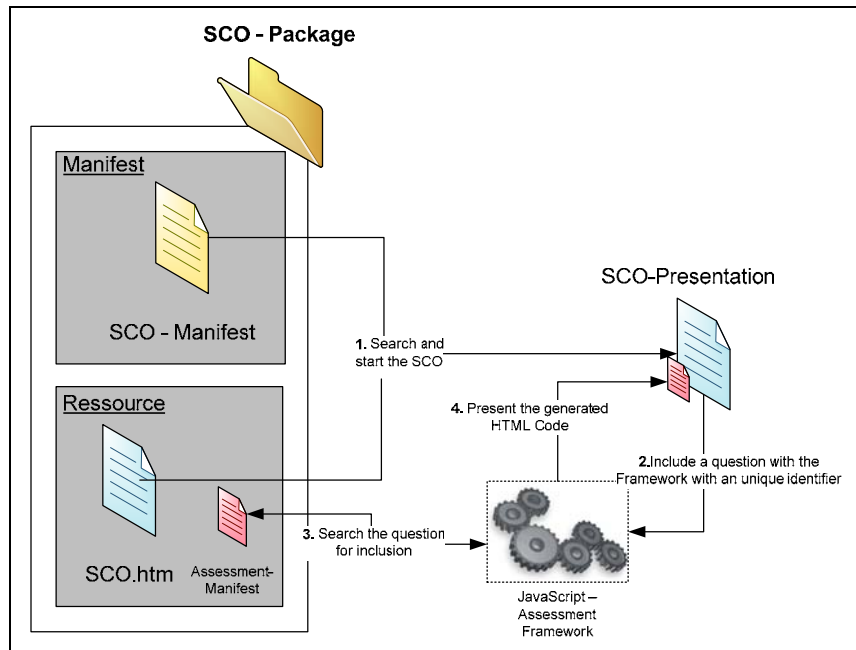 SCO - Package
Manifest
SCO - Manifest
SCO-Presentation
1. Search and
start the SCO
Ressource
4. Present the generated
HTML Code
2.Include a question with the
Framework with an unique identifier
3. Search the question
for inclusion
SCO.htm
Assessment-
Manifest
JavaScript –
Assessment
Framework